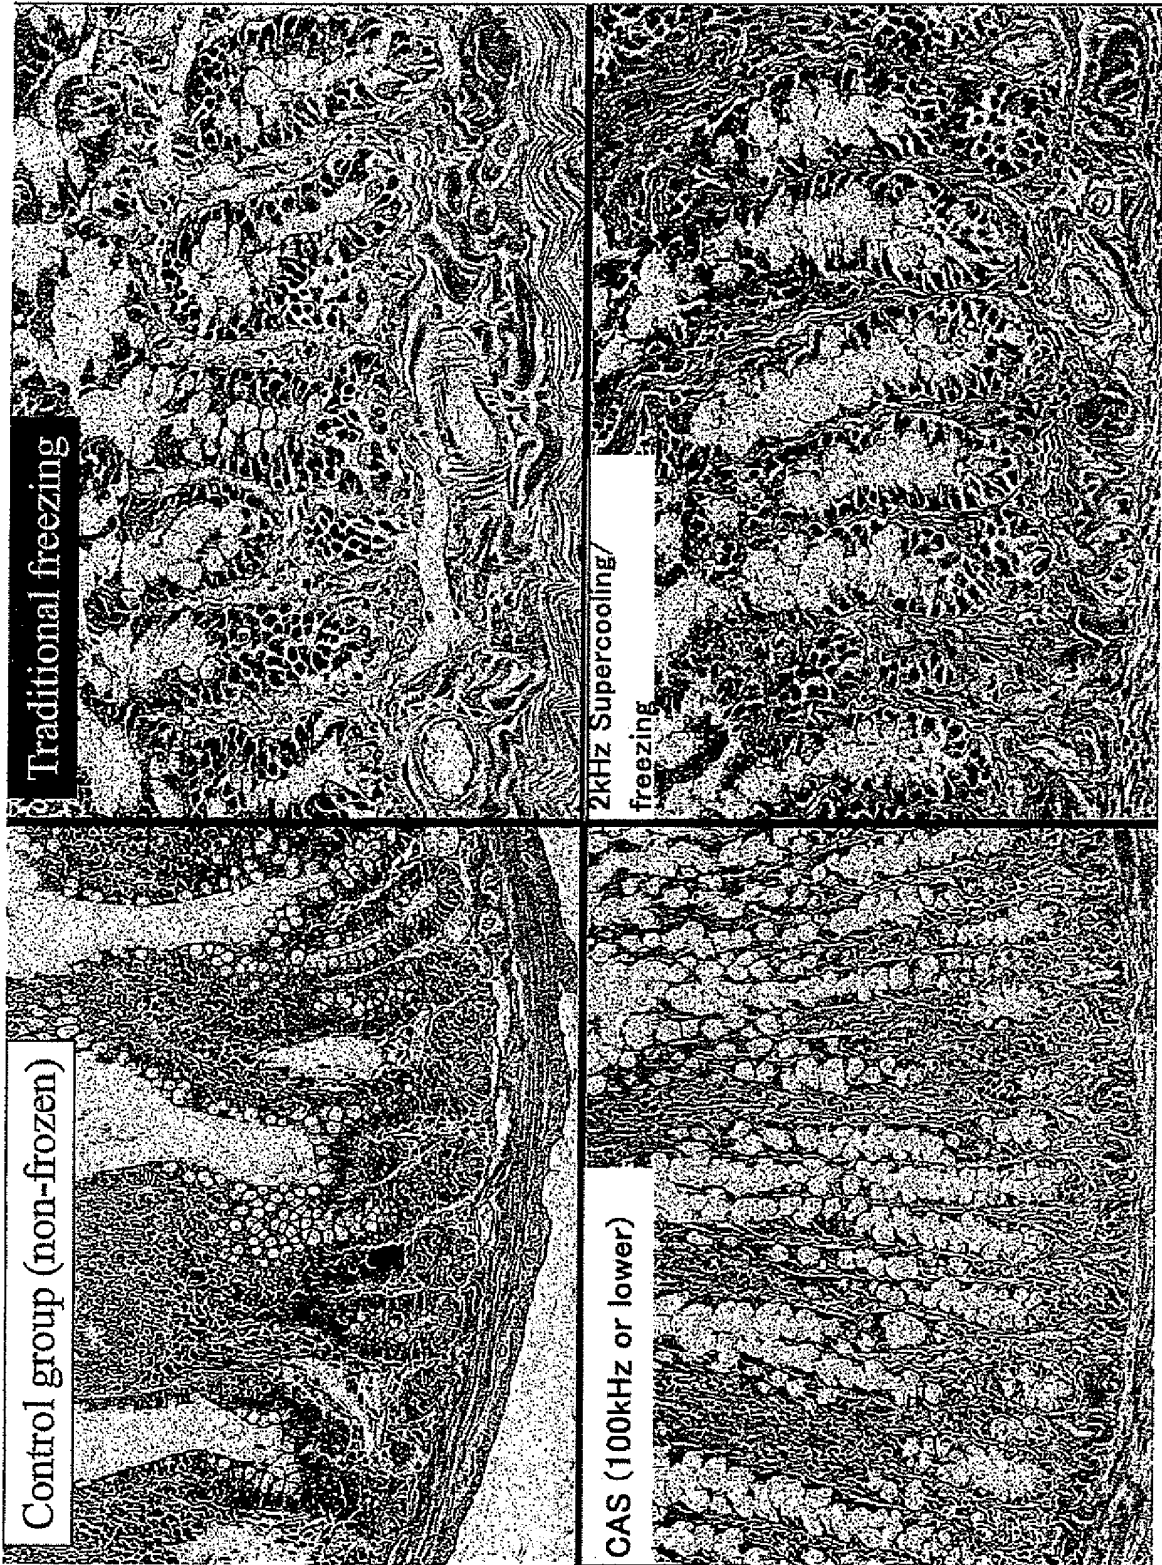 Control group (non-frozen)
Traditional freezing
CAS (100kHz or lower)
2kHz Supercooling/
freezing